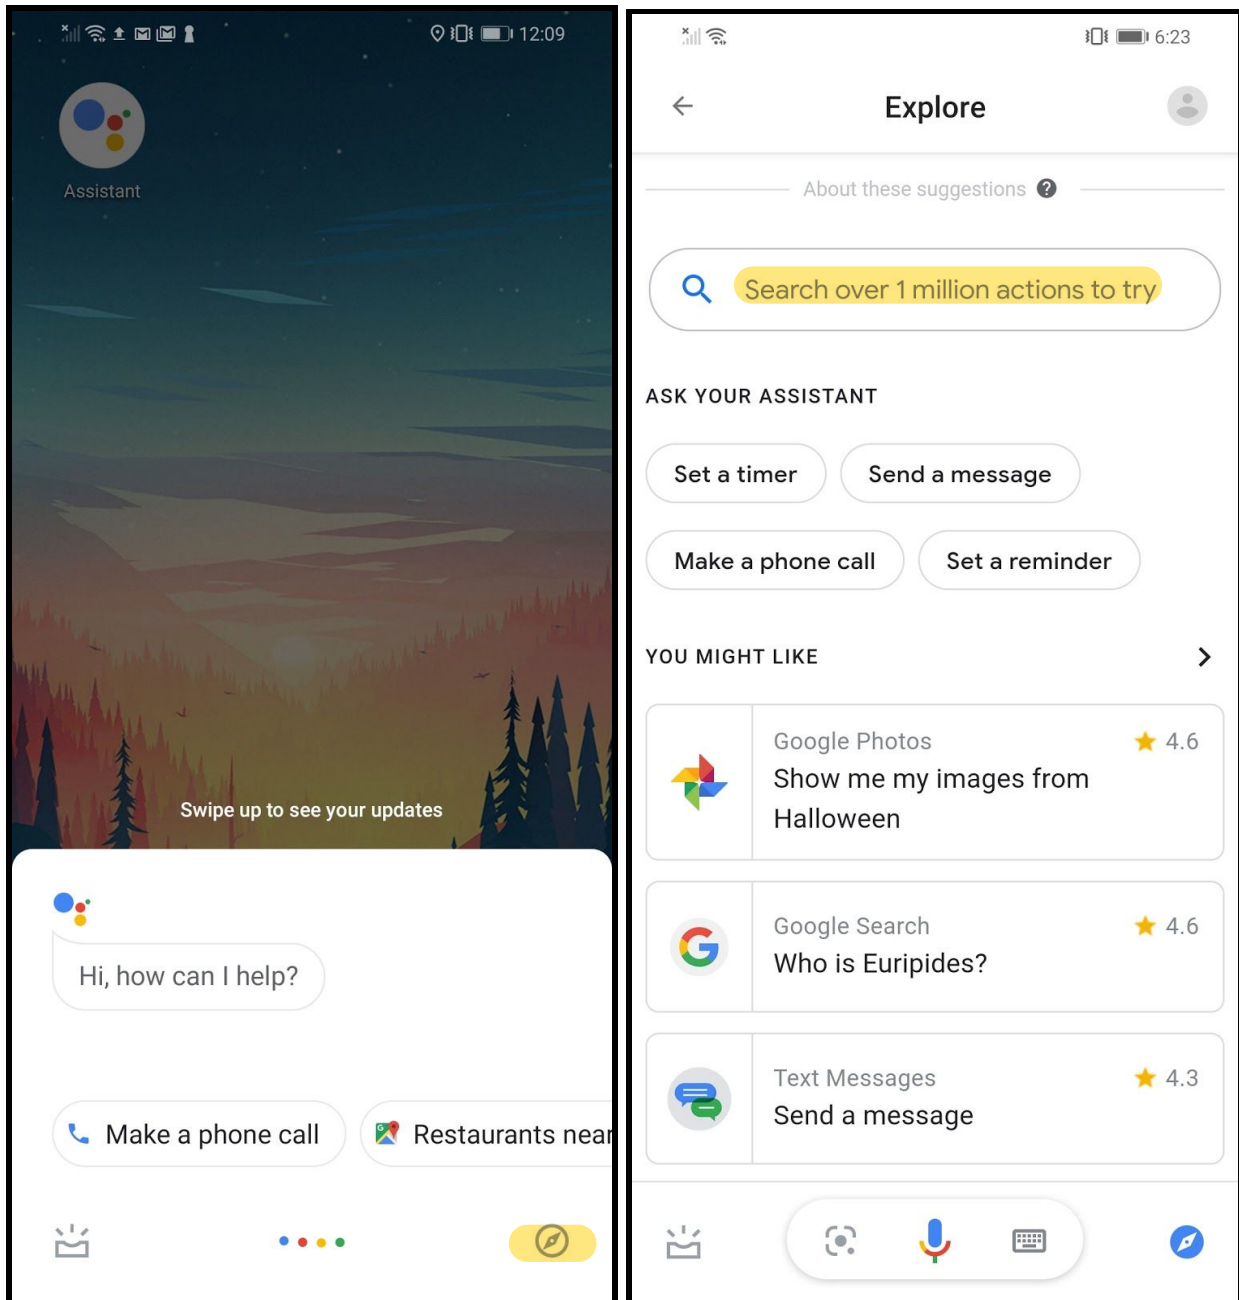 12:09
Assistant
Swipe up to see your updates
Hi, how can I help?
Make a phone call
Restaurants near
6:23
Explore
About these suggestions ?
Search over 1 million actions to try
ASK YOUR ASSISTANT
Set a timer
Send a message
Make a phone call
Set a reminder
YOU MIGHT LIKE
Google Photos
4.6
Show me my images from
Halloween
Google Search
4.6
Who is Euripides?
Text Messages
4.3
Send a message